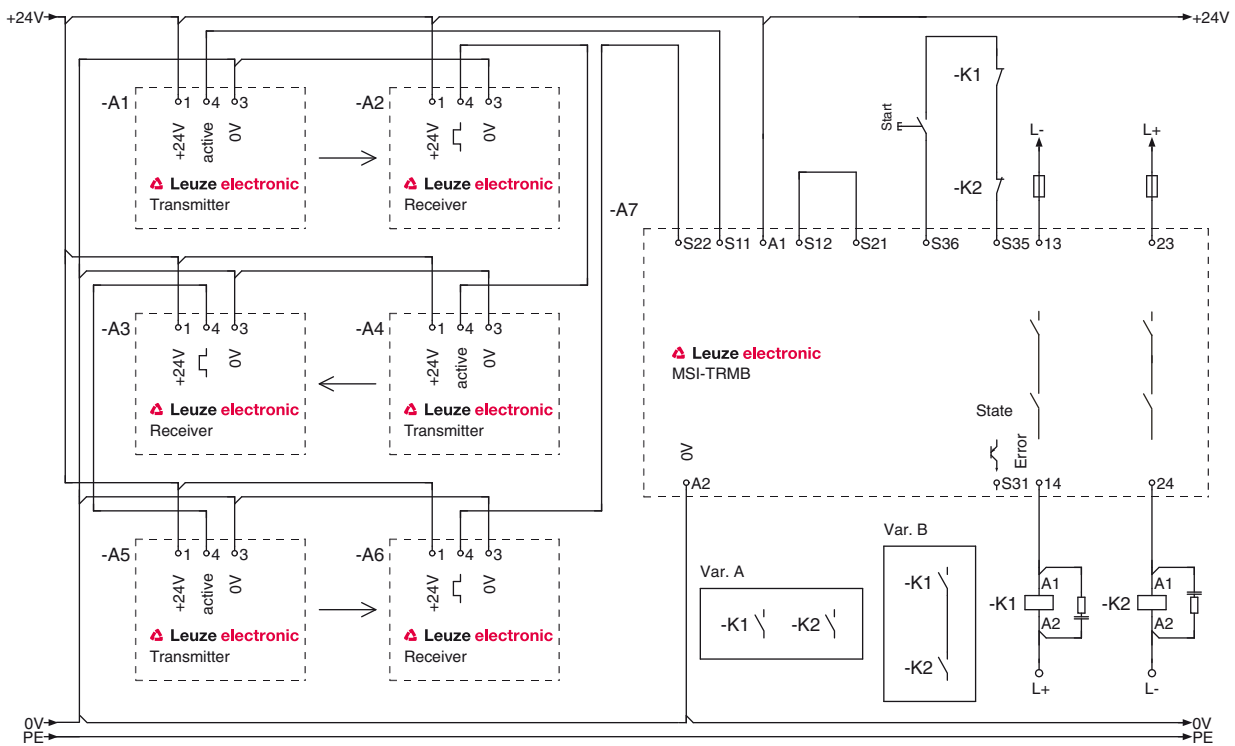 +24V +24V
-A1 1 4 3 -A2 1 4 3
+24V active 0V +24V 0V
Leuze electronic Leuze electronic
Transmitter Receiver
Start
-K1
-K2
L- L+
-A7
S22 S11 A1 S12 S21 S36 S35 13 23
-A3 1 4 3 -A4 1 4 3
+24V 0V +24V active 0V
Leuze electronic Leuze electronic
Receiver Transmitter
Leuze electronic
MSI-TRMB
State
Error
0V
A2 S31 14 24
-A5 1 4 3 -A6 1 4 3
+24V active 0V +24V 0V
Leuze electronic Leuze electronic
Transmitter Receiver
Var. A
-K1 -K2
Var. B
-K1
-K2
A1 A1
-K1 -K2
A2 A2
L+ L-
0V 0V
PE PE